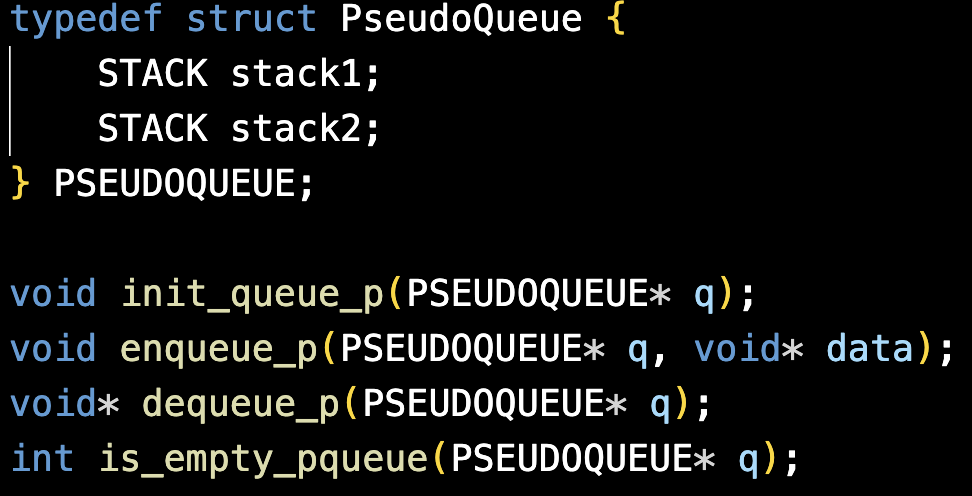 typedef struct PseudoQueue {
    STACK stack1;
    STACK stack2;
} PSEUDOQUEUE;

void init_queue_p(PSEUDOQUEUE* q);
void enqueue_p(PSEUDOQUEUE* q, void* data);
void* dequeue_p(PSEUDOQUEUE* q);
int is_empty_pqueue(PSEUDOQUEUE* q);